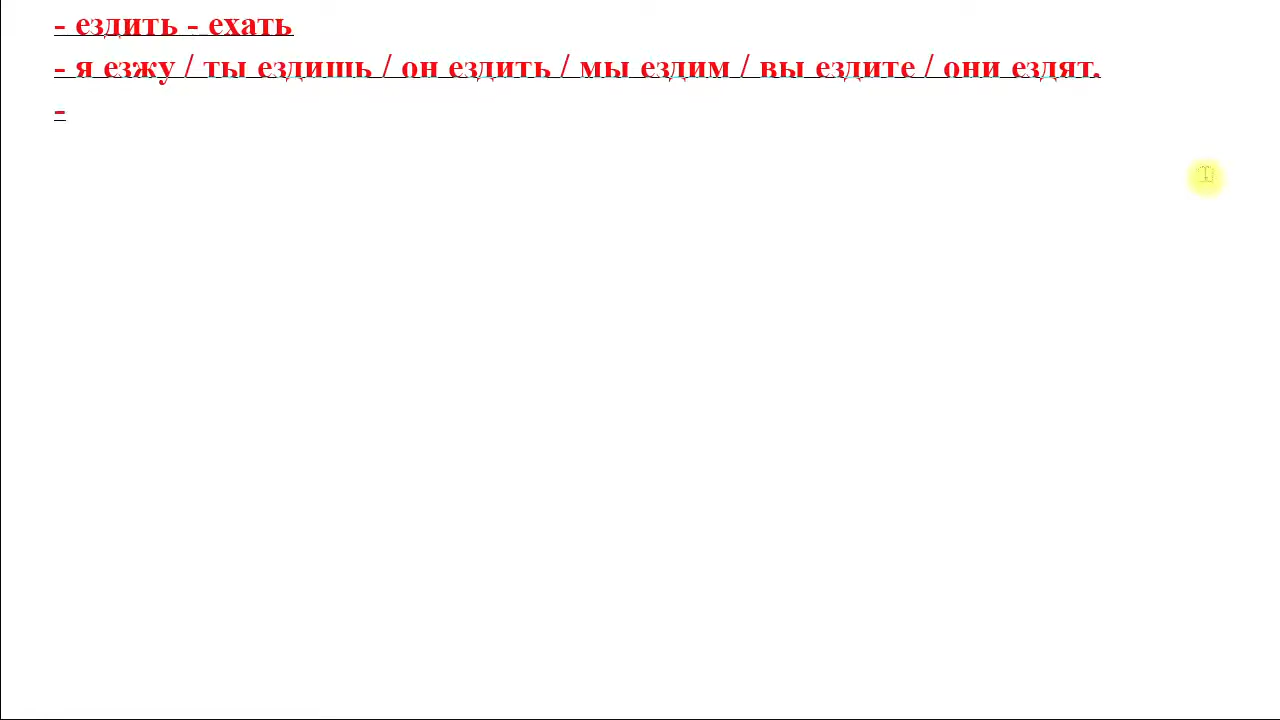 - ездить - ехать
- я езжу / ты ездишь / он ездить / мы ездим / вы ездите / они ездят.
-